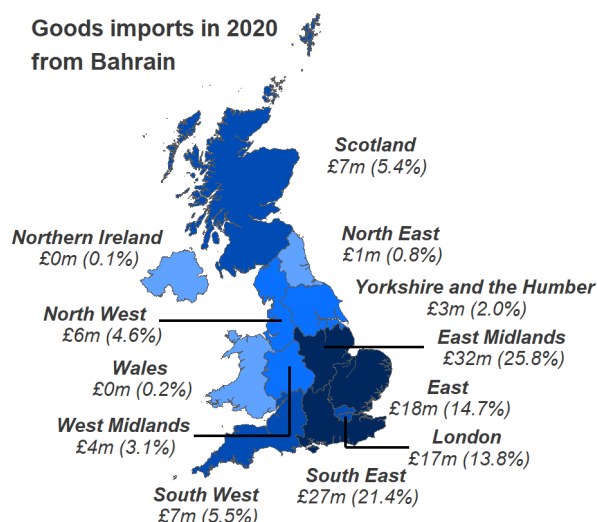 Goods imports in 2020
from Bahrain
Scotland
£7m (5.4%)
Northern Ireland
£0m (0.1%)
North East
£1m (0.8%)
Yorkshire and the Humber
£3m (2.0%)
North West
£6m (4.6%)
East Midlands
£32m (25.8%)
Wales
£0m (0.2%)
East
£18m (14.7%)
West Midlands
£4m (3.1%)
London
£17m (13.8%)
South East
£27m (21.4%)
South West
£7m (5.5%)